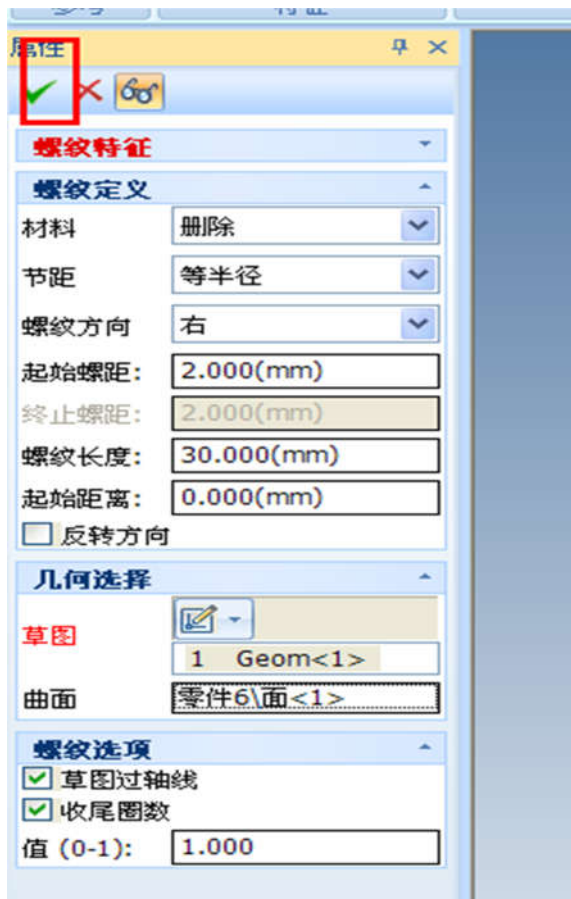 属性
螺纹特征
螺纹定义
材料 删除
节距 等半径
螺纹方向 右
起始螺距: 2.000(mm)
终止螺距: 2.000(mm)
螺纹长度: 30.000(mm)
起始距离: 0.000(mm)
反转方向
几何选择
草图
1 Geom<1>
曲面 零件6\面<1>
螺纹选项
草图过轴线
收尾圈数
值 (0-1): 1.000